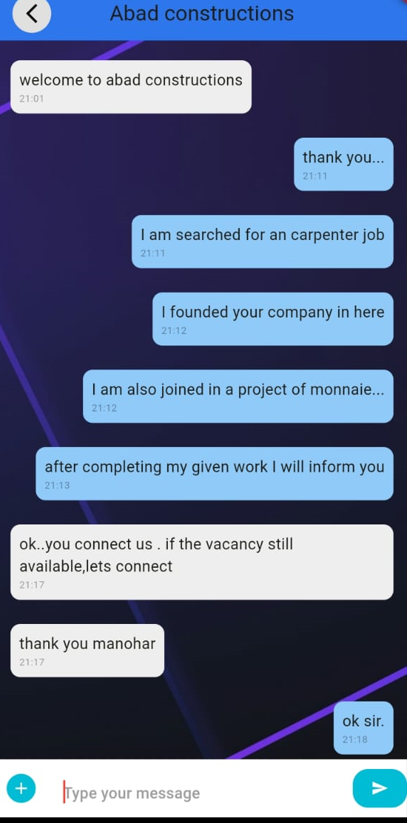 Abad constructions
welcome to abad constructions
21:01
thank you...
21:11
I am searched for an carpenter job
21:11
I founded your company in here
21:12
I am also joined in a project of monnaie...
21:12
after completing my given work I will inform you
21:13
ok..you connect us . if the vacancy still
available,lets connect
21:17
thank you manohar
21:17
ok sir.
21:18
Type your message